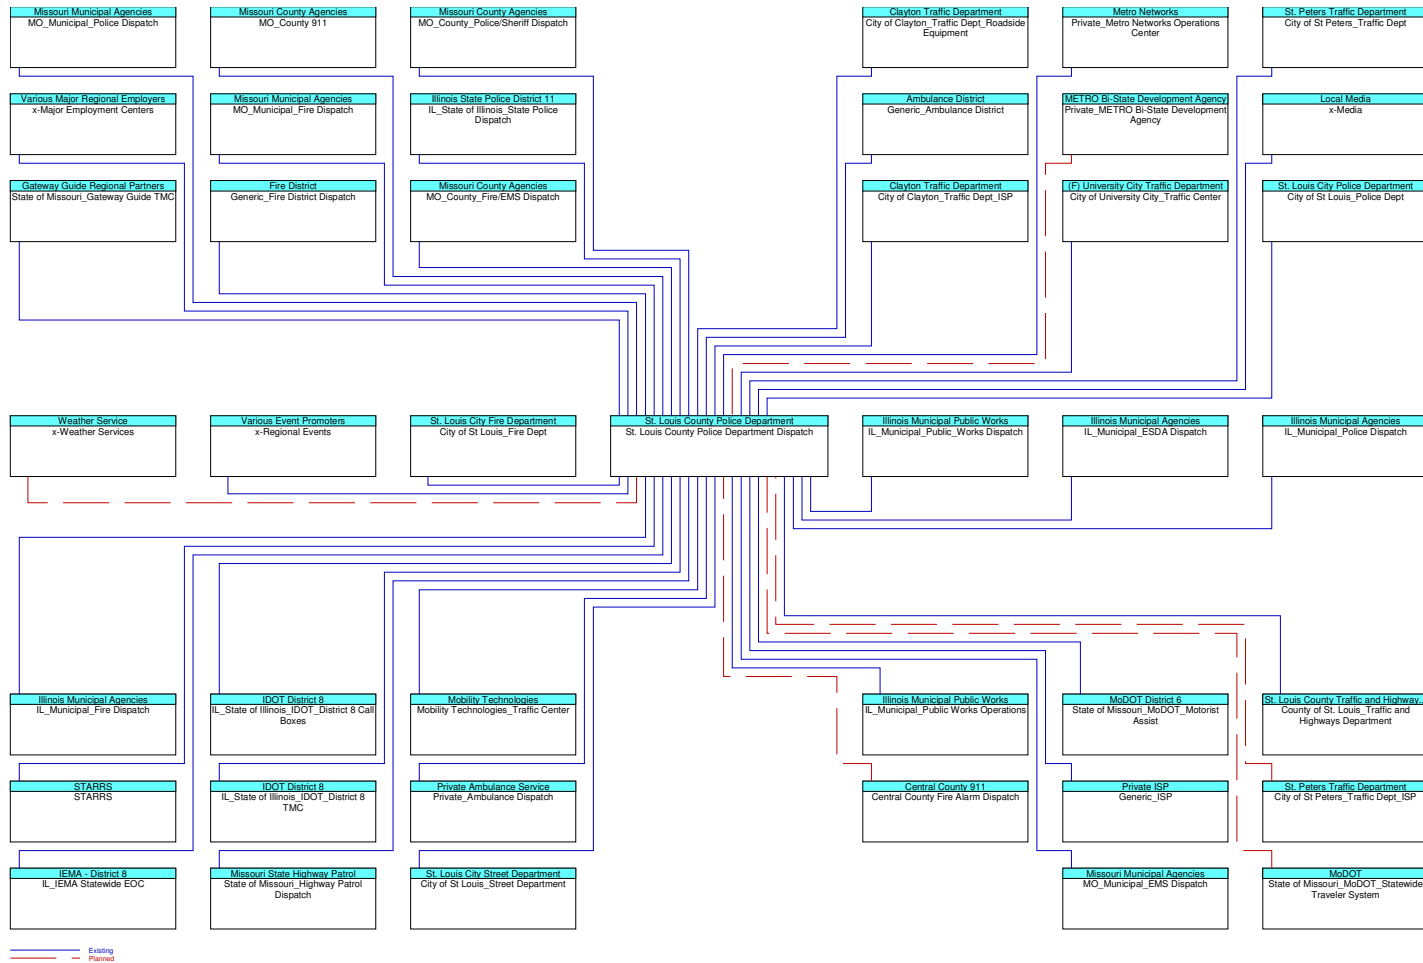 Missouri Municipal Agencies
MO_Municipal_Police Dispatch
Missouri County Agencies
MO_County 911
Missouri County Agencies
MO_County_Police/Sheriff Dispatch
Clayton Traffic Department
City of Clayton_Traffic Dept_Roadside
Equipment
Metro Networks
Private_Metro Networks Operations
Center
St. Peters Traffic Department
City of St Peters_Traffic Dept
Various Major Regional Employers
x-Major Employment Centers
Missouri Municipal Agencies
MO_Municipal_Fire Dispatch
Illinois State Police District 11
IL_State of Illinois_State Police
Dispatch
Ambulance District
Generic_Ambulance District
METRO Bi-State Development Agency
Private_METRO Bi-State Development
Agency
Local Media
x-Media
Gateway Guide Regional Partners
State of Missouri_Gateway Guide TMC
Fire District
Generic_Fire District Dispatch
Missouri County Agencies
MO_County_Fire/EMS Dispatch
Clayton Traffic Department
City of Clayton_Traffic Dept_ISP
(F) University City Traffic Department
City of University City_Traffic Center
St. Louis City Police Department
City of St Louis_Police Dept
Weather Service
x-Weather Services
Various Event Promoters
x-Regional Events
St. Louis City Fire Department
City of St Louis_Fire Dept
St. Louis County Police Department
St. Louis County Police Department Dispatch
Illinois Municipal Public Works
IL_Municipal_Public_Works Dispatch
Illinois Municipal Agencies
IL_Municipal_ESDA Dispatch
Illinois Municipal Agencies
IL_Municipal_Police Dispatch
Illinois Municipal Agencies
IL_Municipal_Fire Dispatch
IDOT District 8
IL_State of Illinois_IDOT_District 8 Call
Boxes
Mobility Technologies
Mobility Technologies_Traffic Center
Illinois Municipal Public Works
IL_Municipal_Public Works Operations
MoDOT District 6
State of Missouri_MoDOT_Motorist
Assist
St. Louis County Traffic and Highway...
County of St. Louis_Traffic and
Highways Department
STARRS
STARRS
IDOT District 8
IL_State of Illinois_IDOT_District 8
TMC
Private Ambulance Service
Private_Ambulance Dispatch
Central County 911
Central County Fire Alarm Dispatch
Private ISP
Generic_ISP
St. Peters Traffic Department
City of St Peters_Traffic Dept_ISP
IEMA - District 8
IL_IEMA Statewide EOC
Missouri State Highway Patrol
State of Missouri_Highway Patrol
Dispatch
St. Louis City Street Department
City of St Louis_Street Department
Missouri Municipal Agencies
MO_Municipal_EMS Dispatch
MoDOT
State of Missouri_MoDOT_Statewide
Traveler System
Existing
Planned